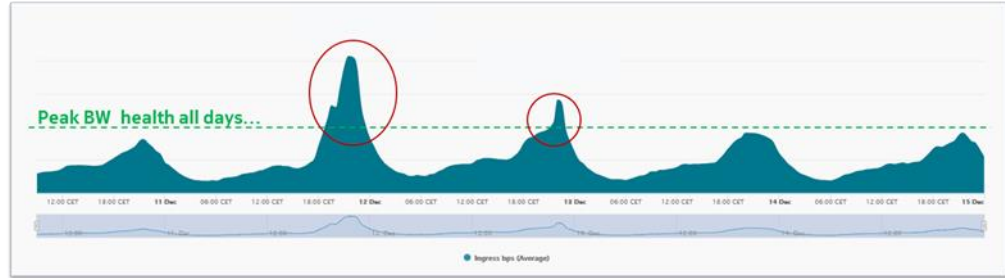 Peak BW health all days...
12:00 CET 18:00 CET 11 Dec 06:00 CET 12:00 CET 18:00 CET 12 Dec 06:00 CET 12:00 CET 18:00 CET 13 Dec 06:00 CET 12:00 CET 18:00 CET 14 Dec 06:00 CET 12:00 CET 18:00 CET 15 Dec
Ingress bps (Average)